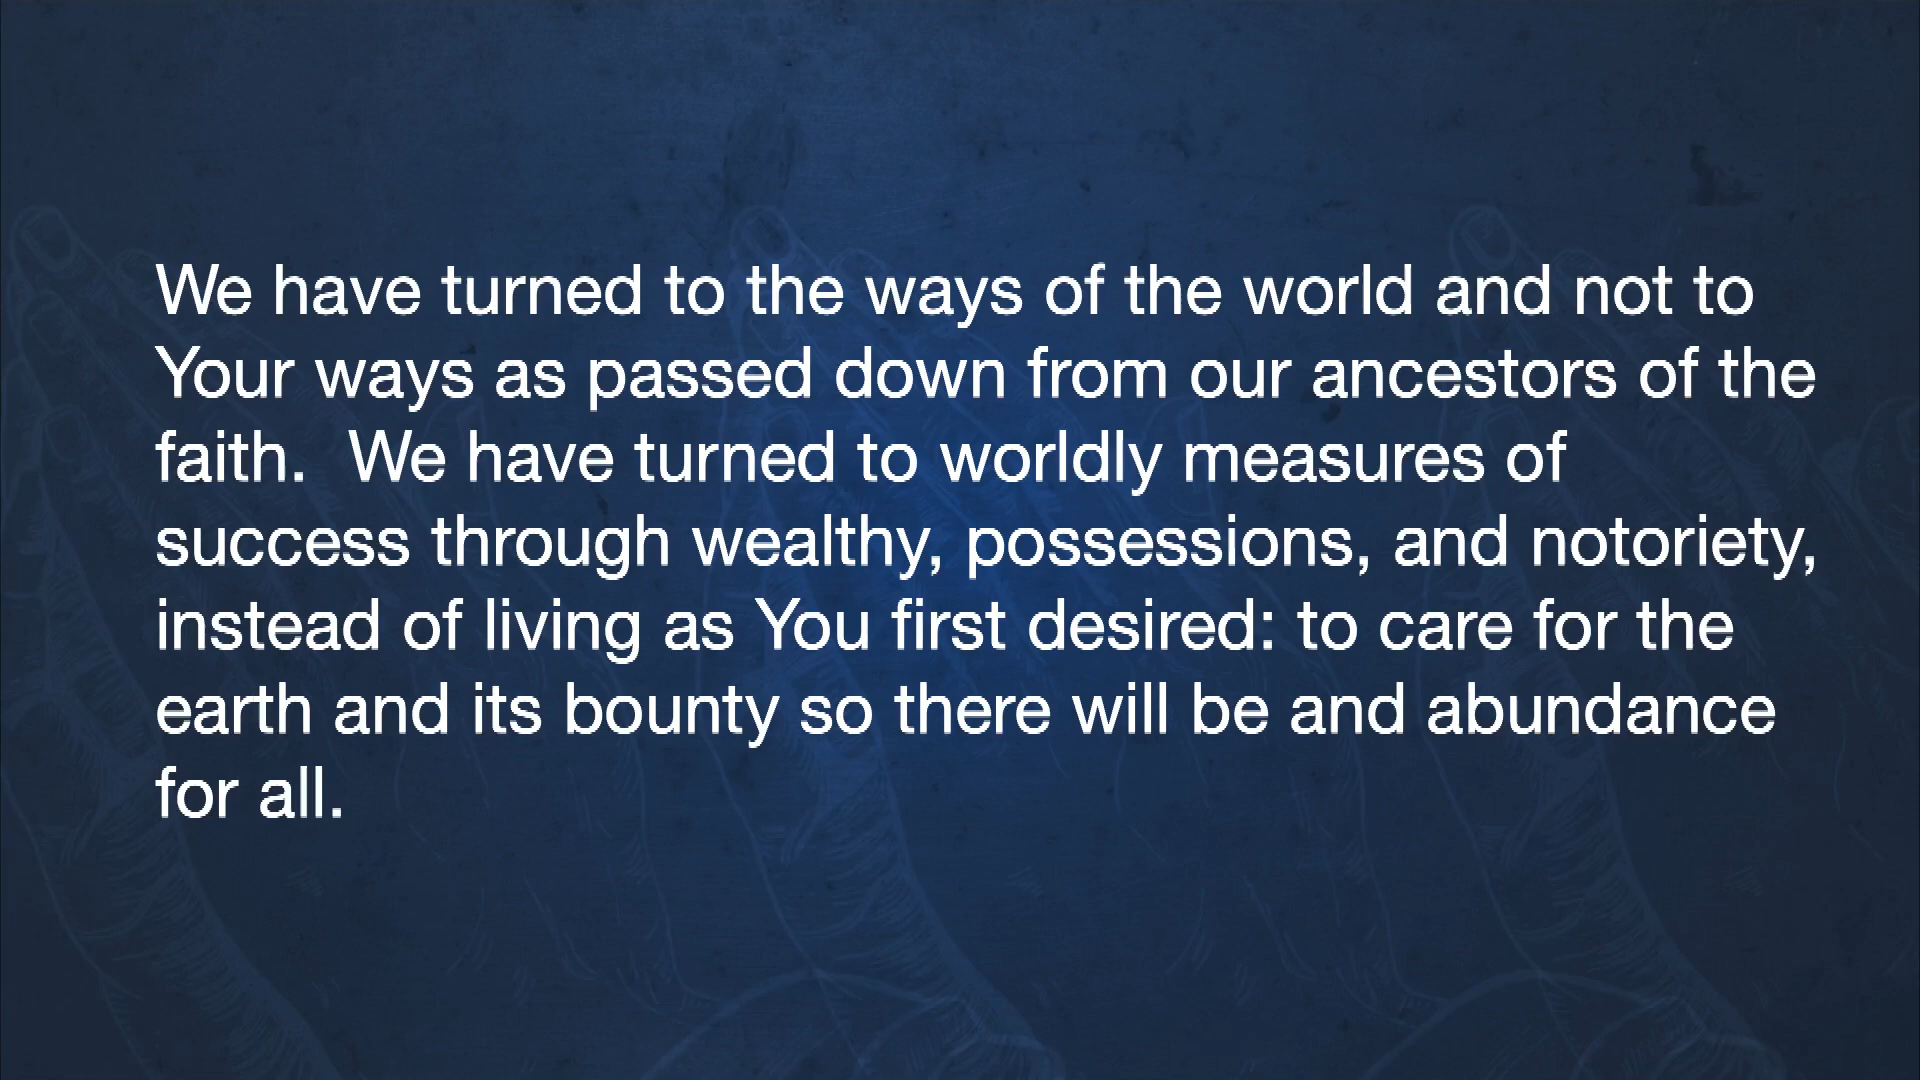 We have turned to the ways of the world and not to
Your ways as passed down from our ancestors of the
faith.  We have turned to worldly measures of
success through wealthy, possessions, and notoriety,
instead of living as You first desired: to care for the
earth and its bounty so there will be and abundance
for all.